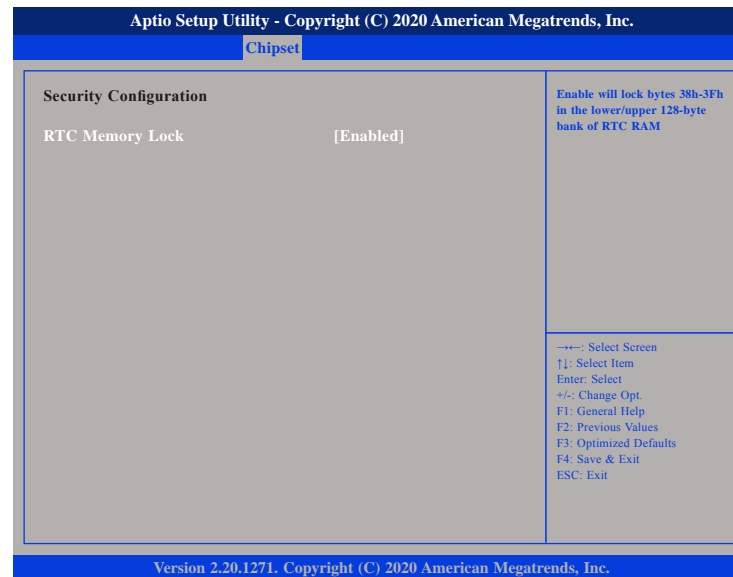 Aptio Setup Utility - Copyright (C) 2020 American Megatrends, Inc.
Chipset
Security Configuration
RTC Memory Lock [Enabled]
Enable will lock bytes 38h-3Fh
in the lower/upper 128-byte
bank of RTC RAM
→←: Select Screen
↑↓: Select Item
Enter: Select
+/-: Change Opt.
F1: General Help
F2: Previous Values
F3: Optimized Defaults
F4: Save & Exit
ESC: Exit
Version 2.20.1271. Copyright (C) 2020 American Megatrends, Inc.